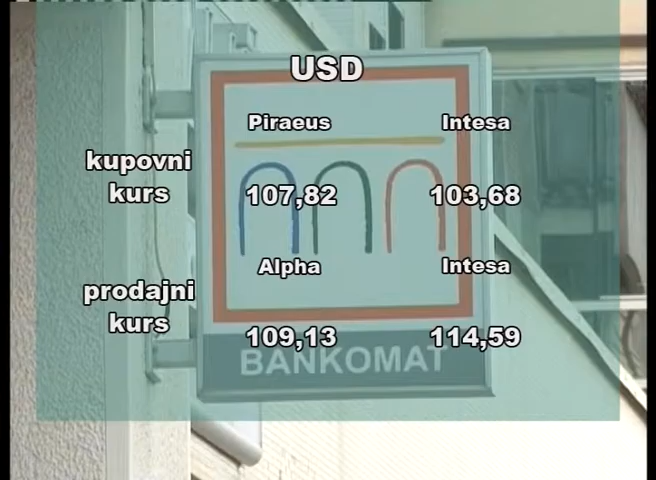 USD
Piraeus Intesa
kupovni
kurs 107,82 103,68
Alpha Intesa
prodajni
kurs 109,13 114,59
BANKOMAT